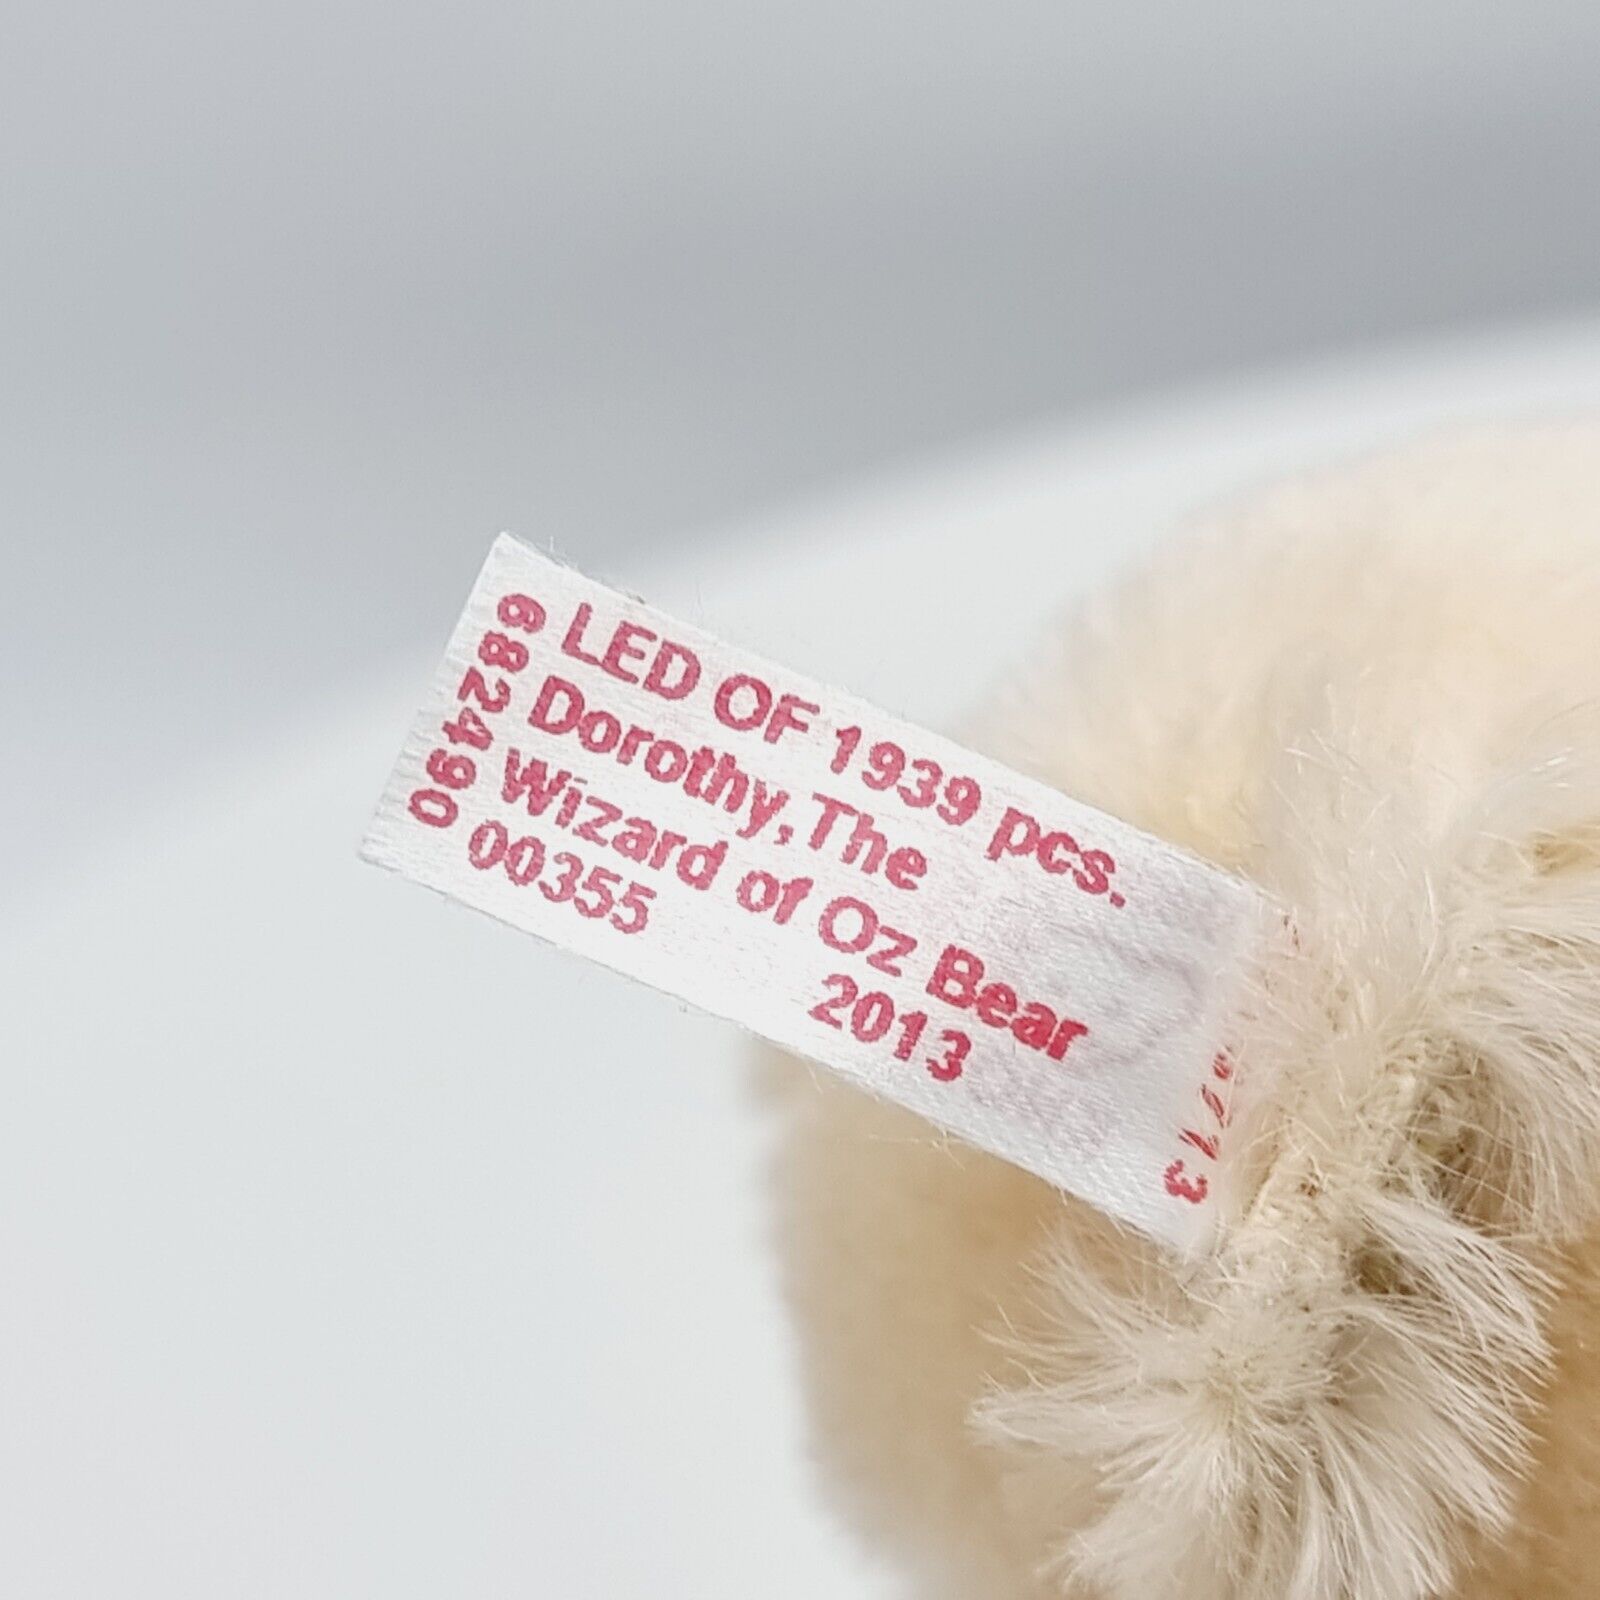 LED OF 1939 pcs.
Dorothy, The
Wizard of Oz Bear
00355 2013
682490